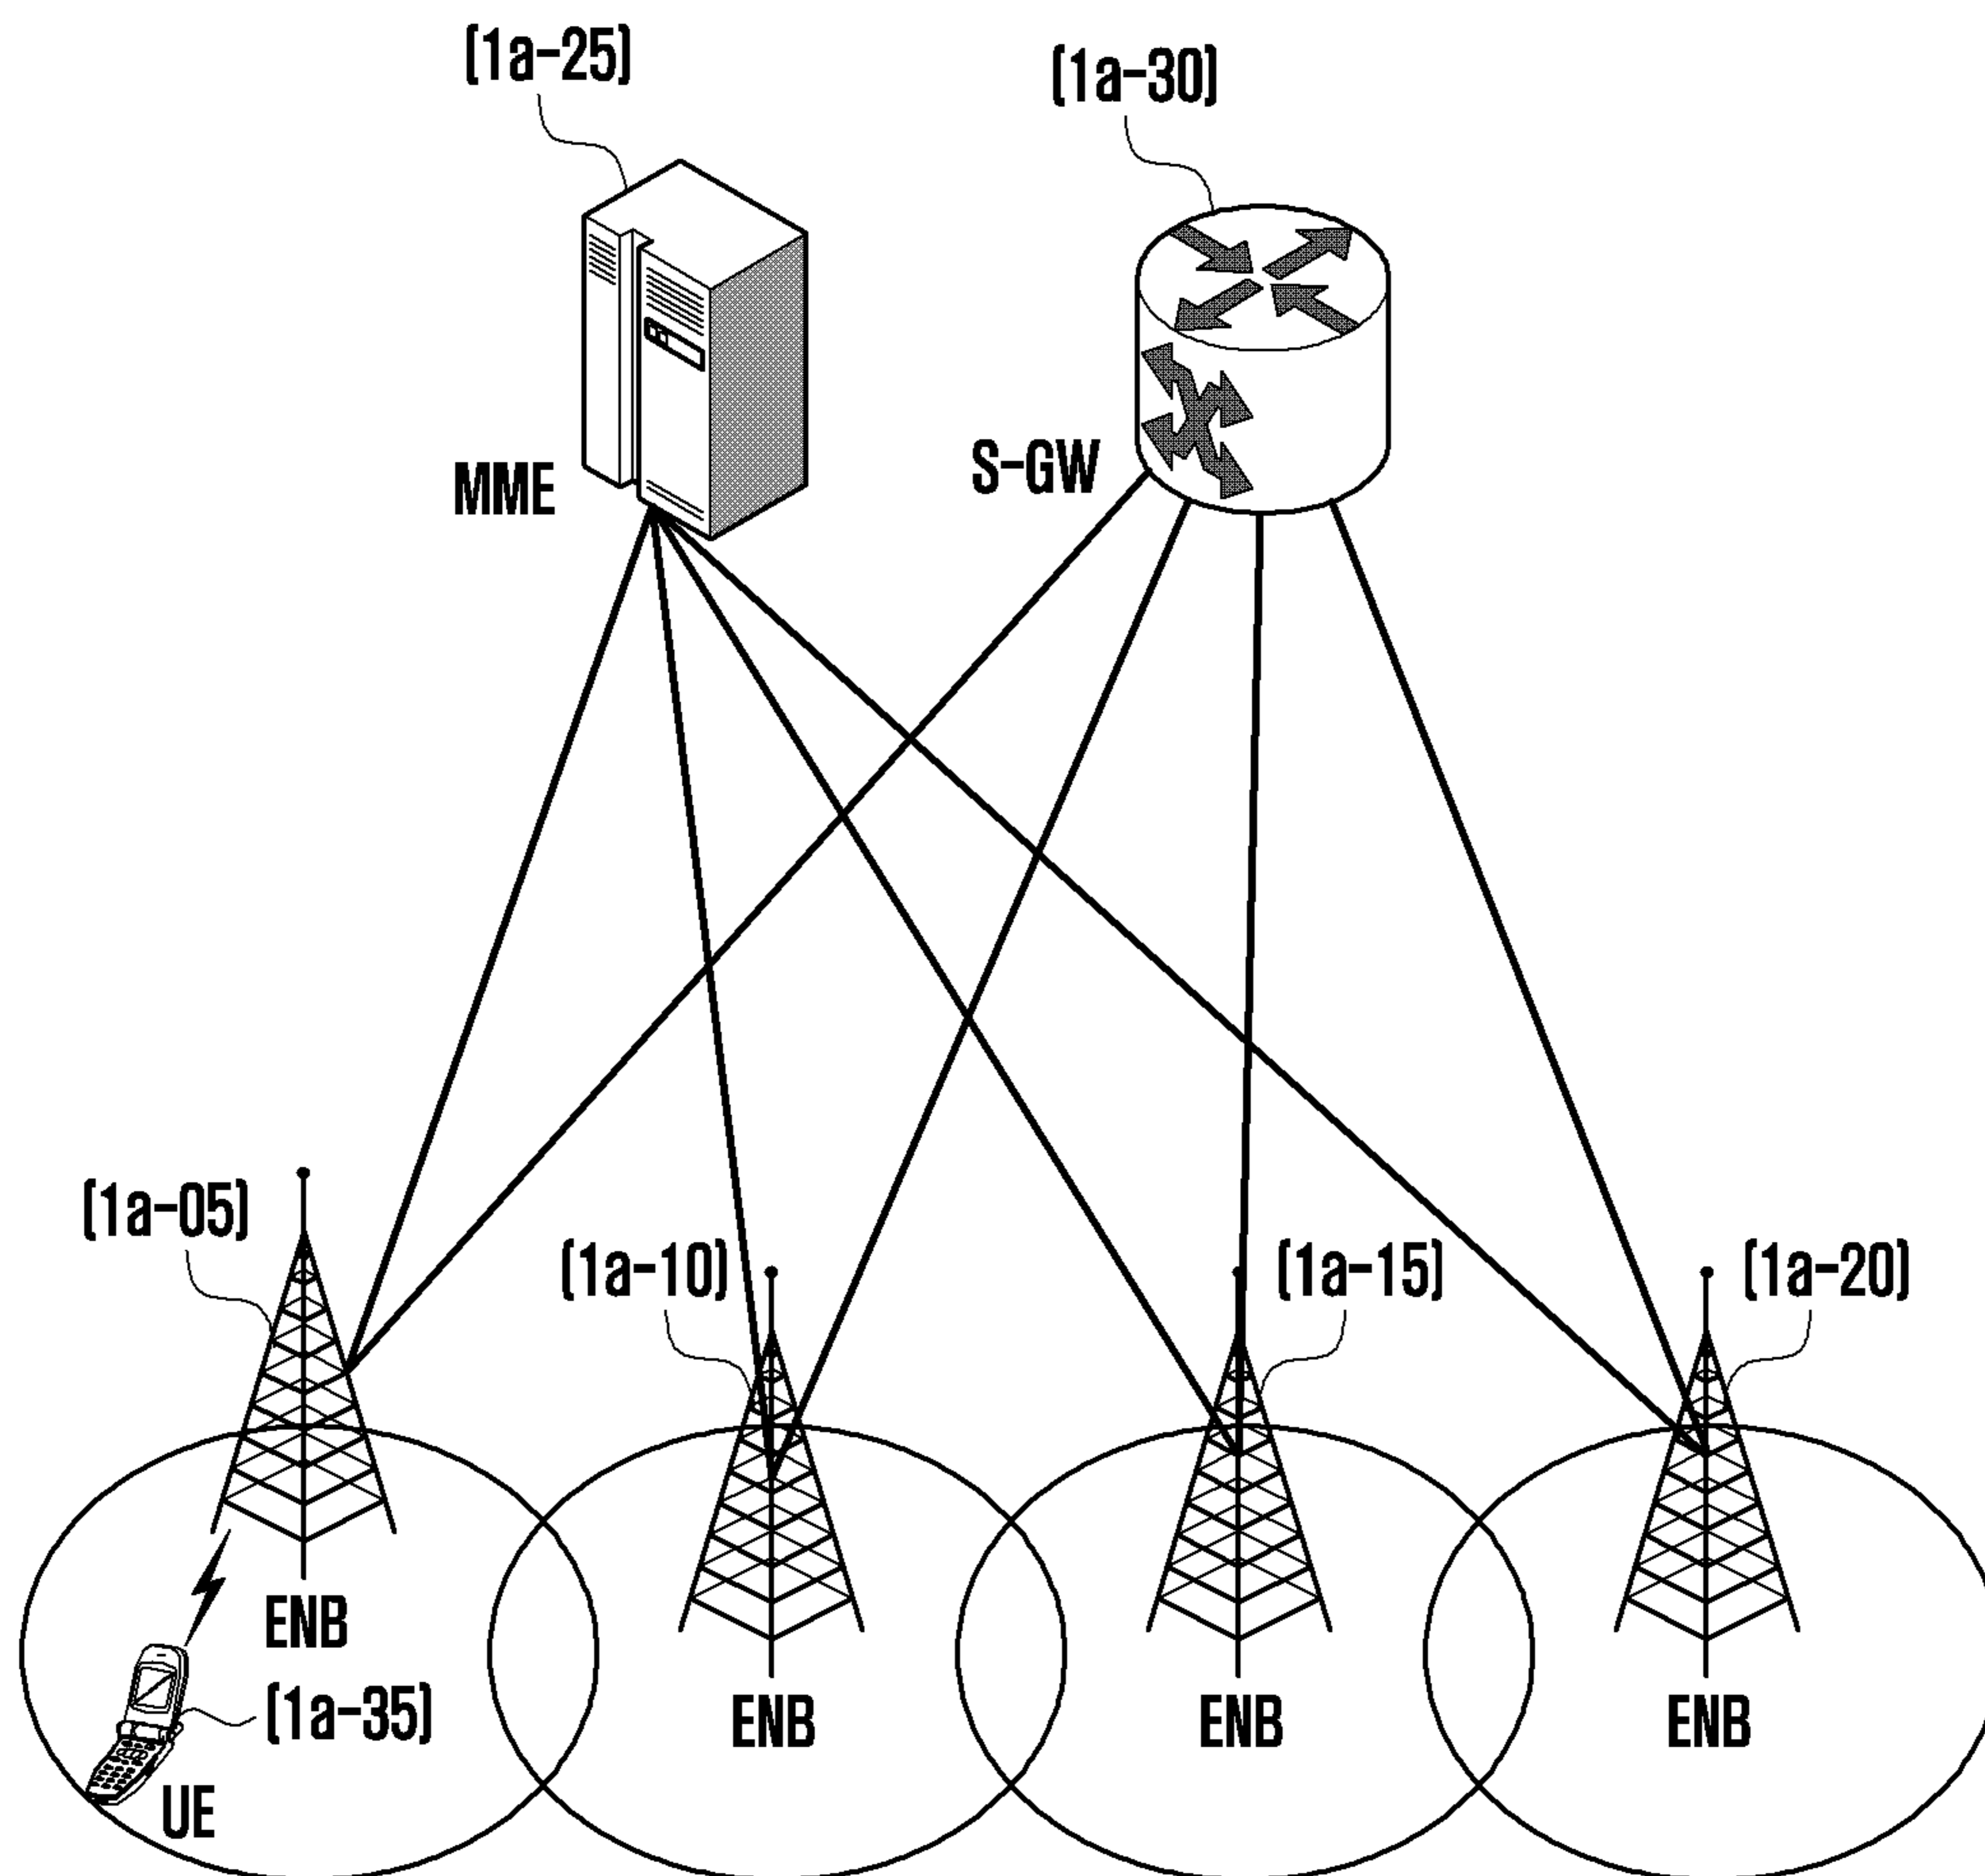 (1a-25)
(1a-30)
MME
S-GW
(1a-05)
(1a-10)
(1a-15)
(1a-20)
ENB
(1a-35)
UE
ENB
ENB
ENB